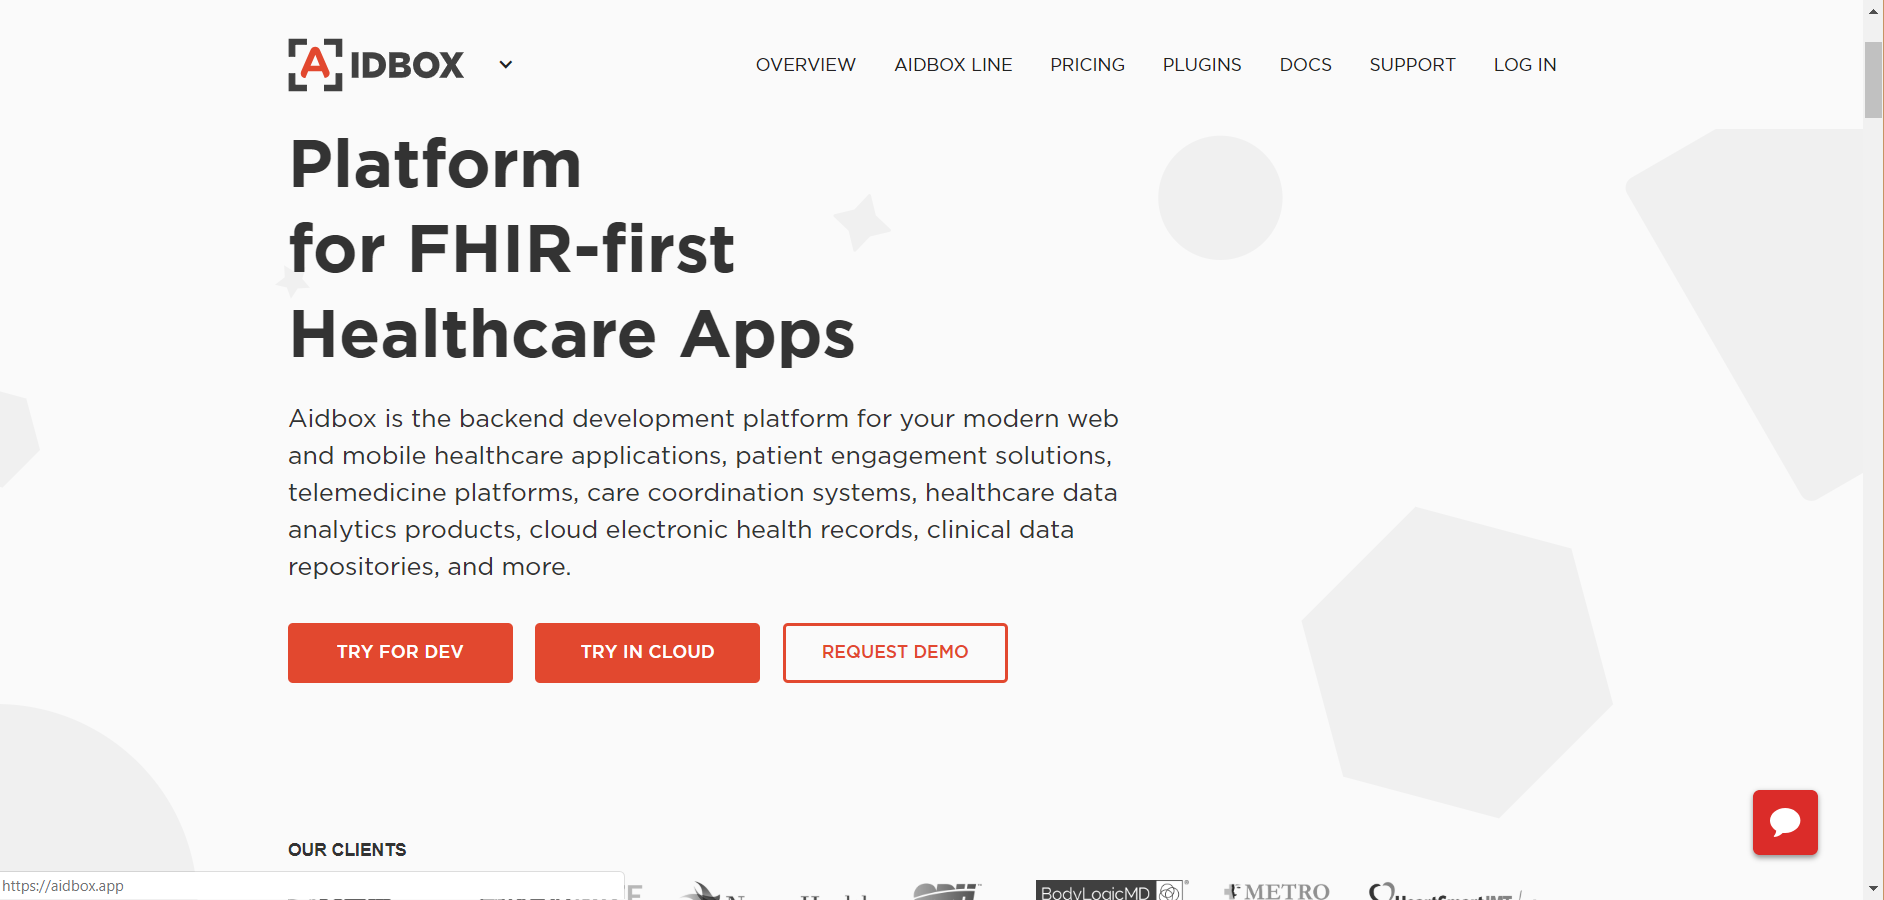 AIDBOX
OVERVIEW
AIDBOX LINE
PRICING
PLUGINS
DOCS
SUPPORT
LOG IN
Platform
for FHIR-first
Healthcare Apps
Aidbox is the backend development platform for your modern web
and mobile healthcare applications, patient engagement solutions,
telemedicine platforms, care coordination systems, healthcare data
analytics products, cloud electronic health records, clinical data
repositories, and more.
TRY FOR DEV
TRY IN CLOUD
REQUEST DEMO
OUR CLIENTS
https://aidbox.app
BodyLogicMD
METRO